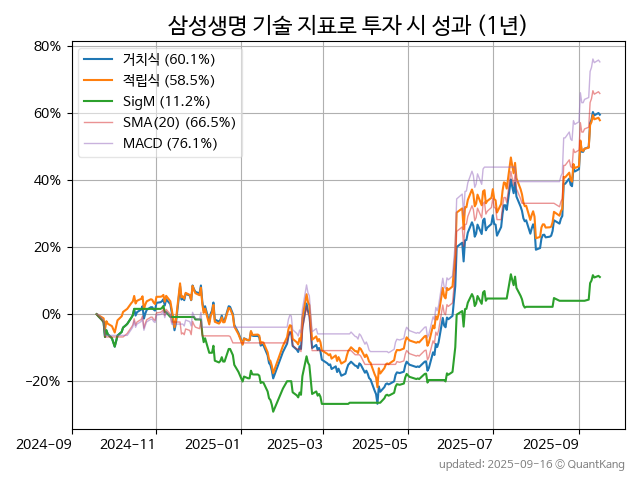 삼성생명 기술 지표로 투자 시 성과 (1년)
거치식 (60.1%)
적립식 (58.5%)
SigM (11.2%)
SMA(20) (66.5%)
MACD (76.1%)
80%
60%
40%
20%
0%
−20%
2024-09
2024-11
2025-01
2025-03
2025-05
2025-07
2025-09
updated: 2025-09-16 © QuantKang